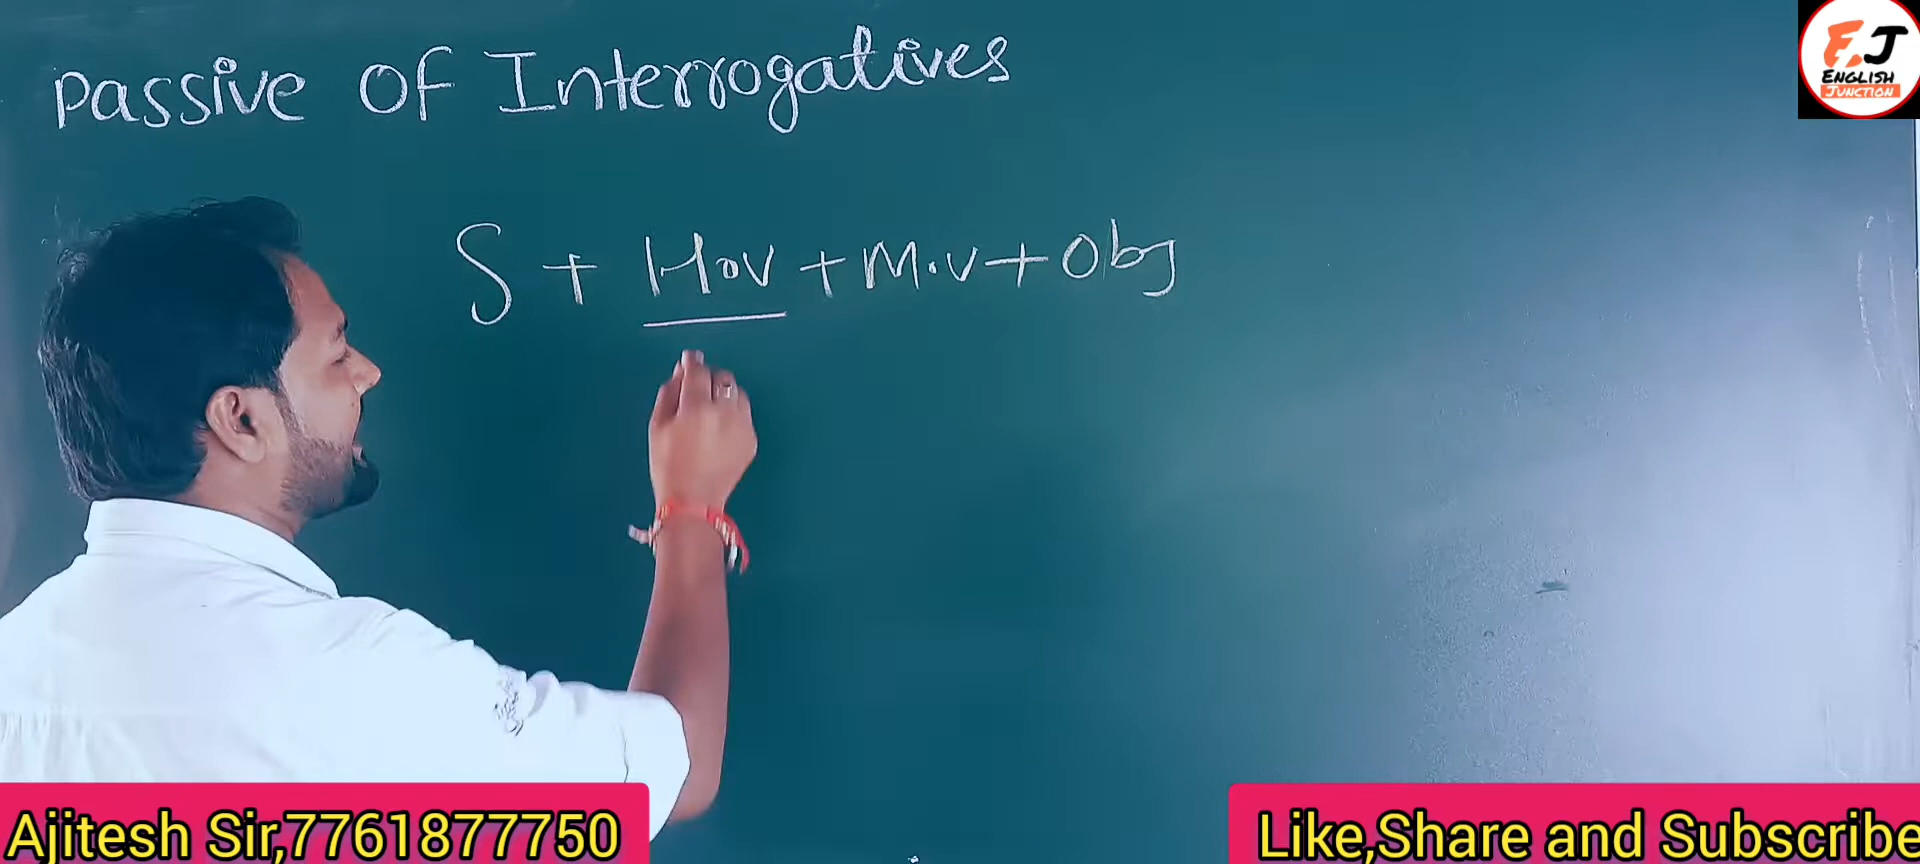 Passive Of Interrogatives
S + H.V + M.V + Obj
E.J
ENGLISH
JUNCTION
Ajitesh Sir,7761877750
Like,Share and Subscribe